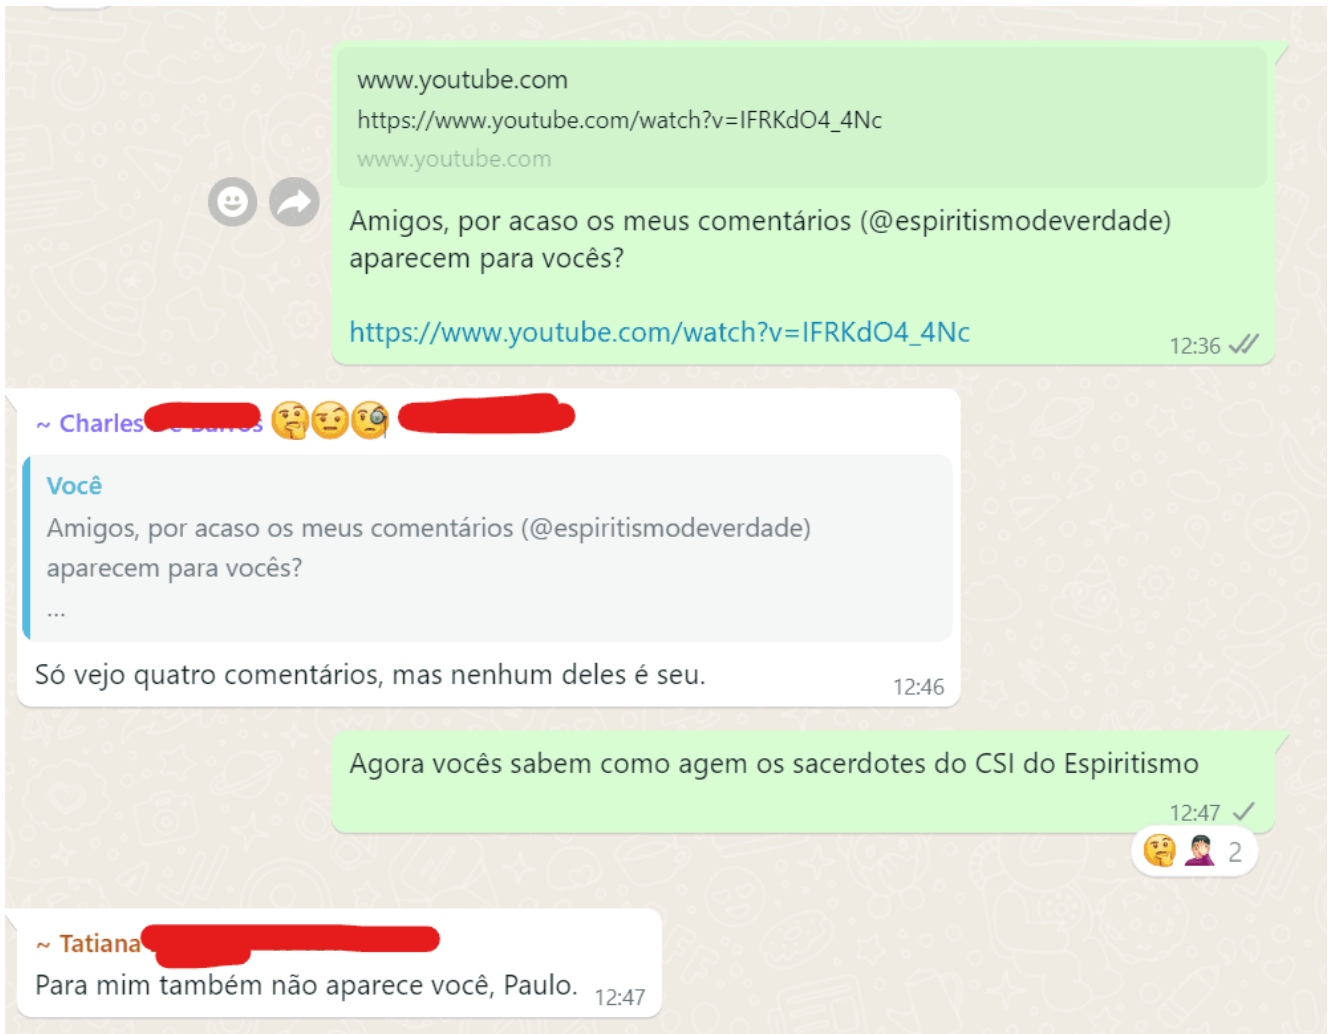 www.youtube.com
https://www.youtube.com/watch?v=IFRKdO4_4Nc
www.youtube.com
Amigos, por acaso os meus comentários (@espiritismodeverdade)
aparecem para vocês?
https://www.youtube.com/watch?v=IFRKdO4_4Nc
12:36
~ Charles
Você
Amigos, por acaso os meus comentários (@espiritismodeverdade)
aparecem para vocês?
...
Só vejo quatro comentários, mas nenhum deles é seu.
12:46
Agora vocês sabem como agem os sacerdotes do CSI do Espiritismo
12:47
2
~ Tatiana
Para mim também não aparece você, Paulo.
12:47